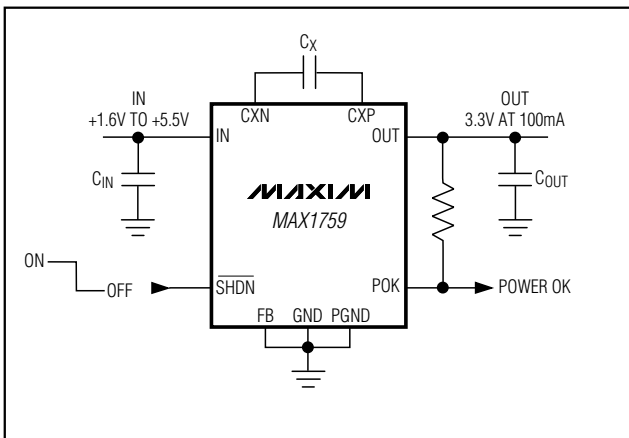 CX
IN
+1.6V TO +5.5V
CXN
CXP
OUT
3.3V AT 100mA
IN
OUT
CIN
MAXIM
MAX1759
COUT
ON
OFF
SHDN
POK
POWER OK
FB
GND
PGND